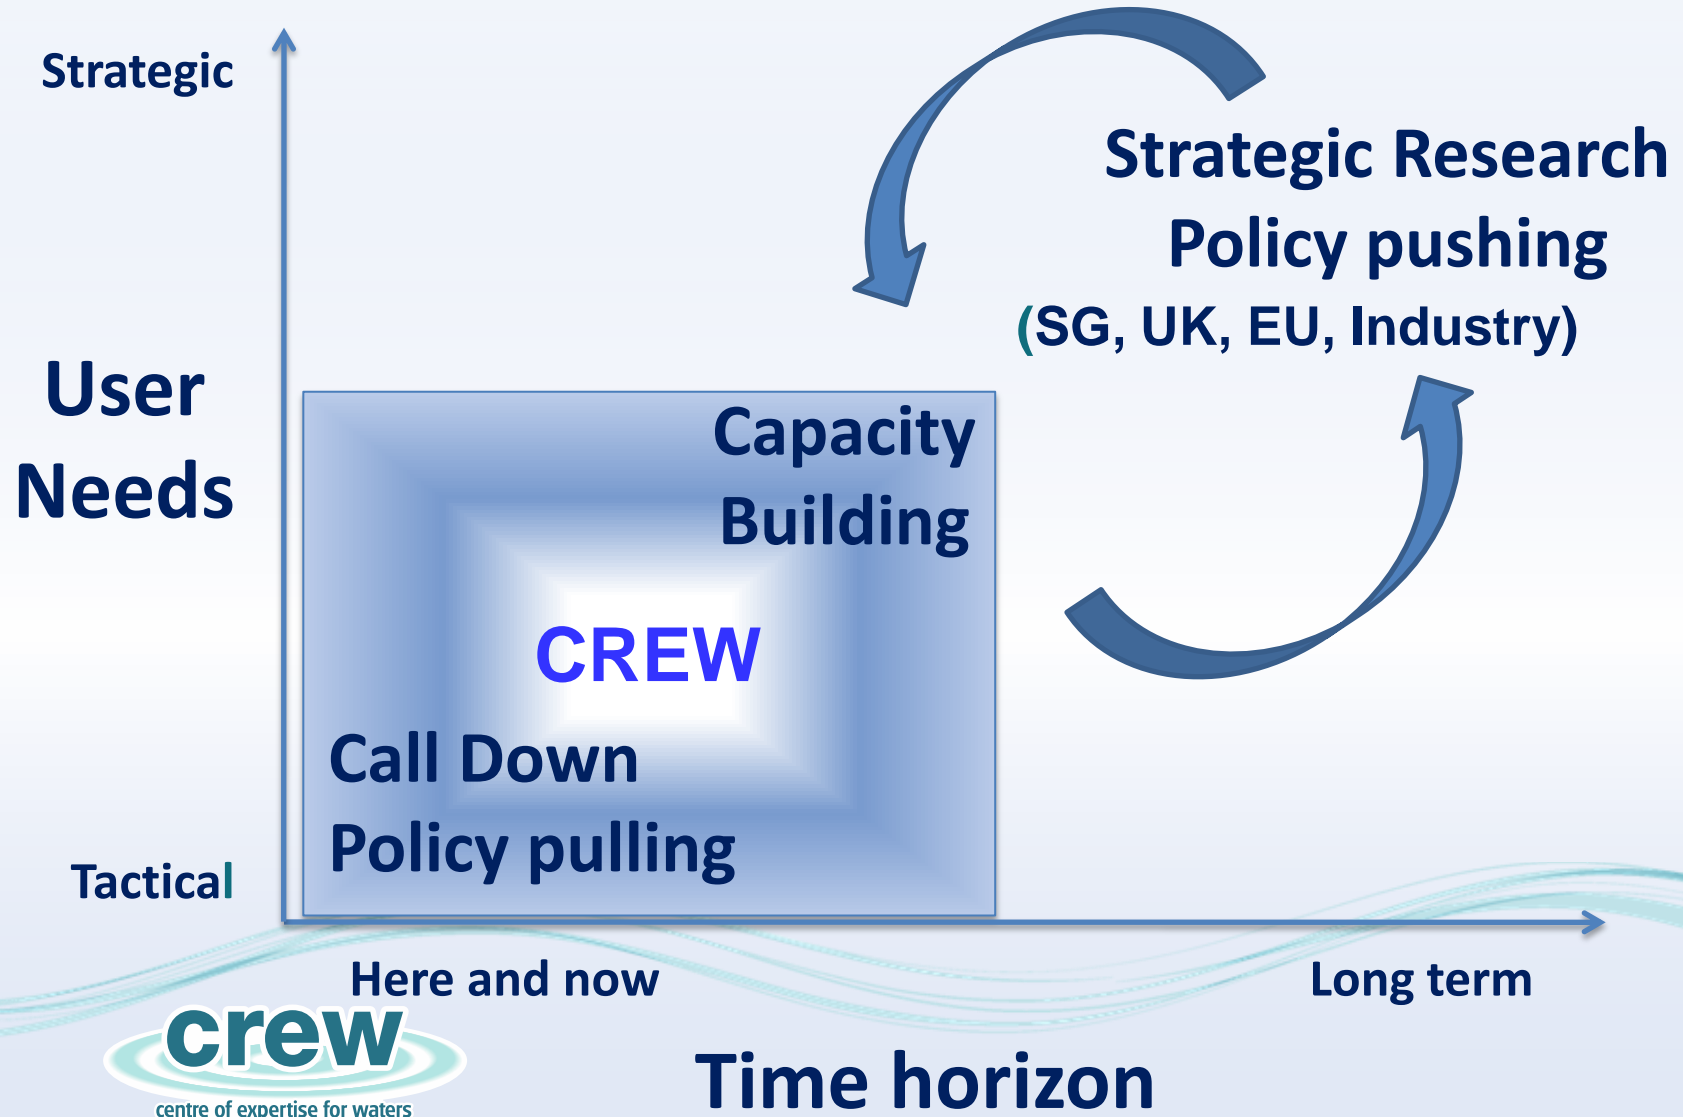 Strategic
Strategic Research
Policy pushing
(SG, UK, EU, Industry)
User
Needs
Capacity
Building
CREW
Call Down
Policy pulling
Tactical
Here and now
Long term
crew
centre of expertise for waters
Time horizon